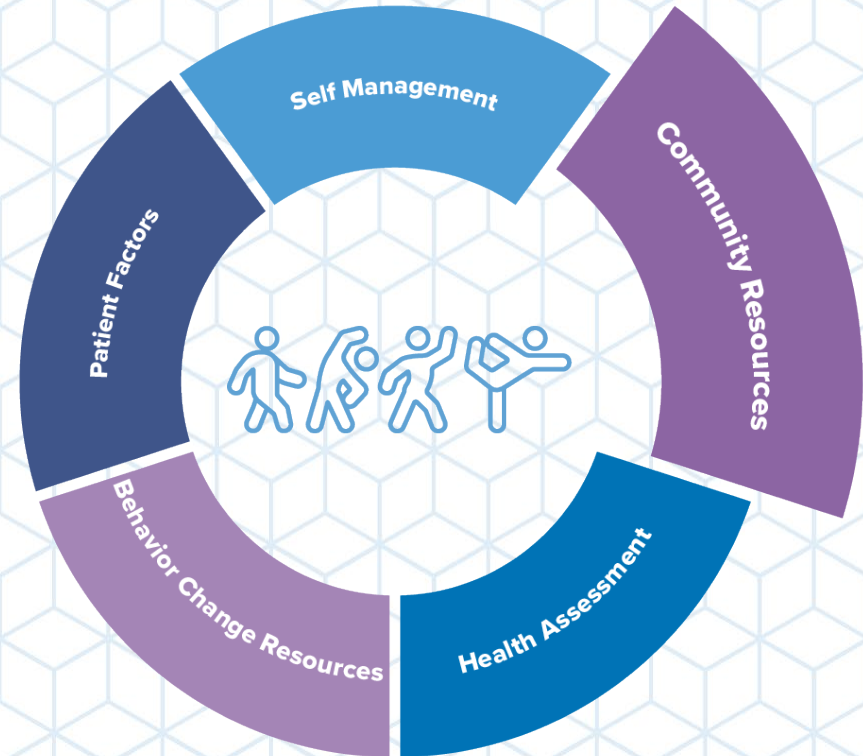 Self Management
Community Resources
Health Assessment
Behavior Change Resources
Patient Factors